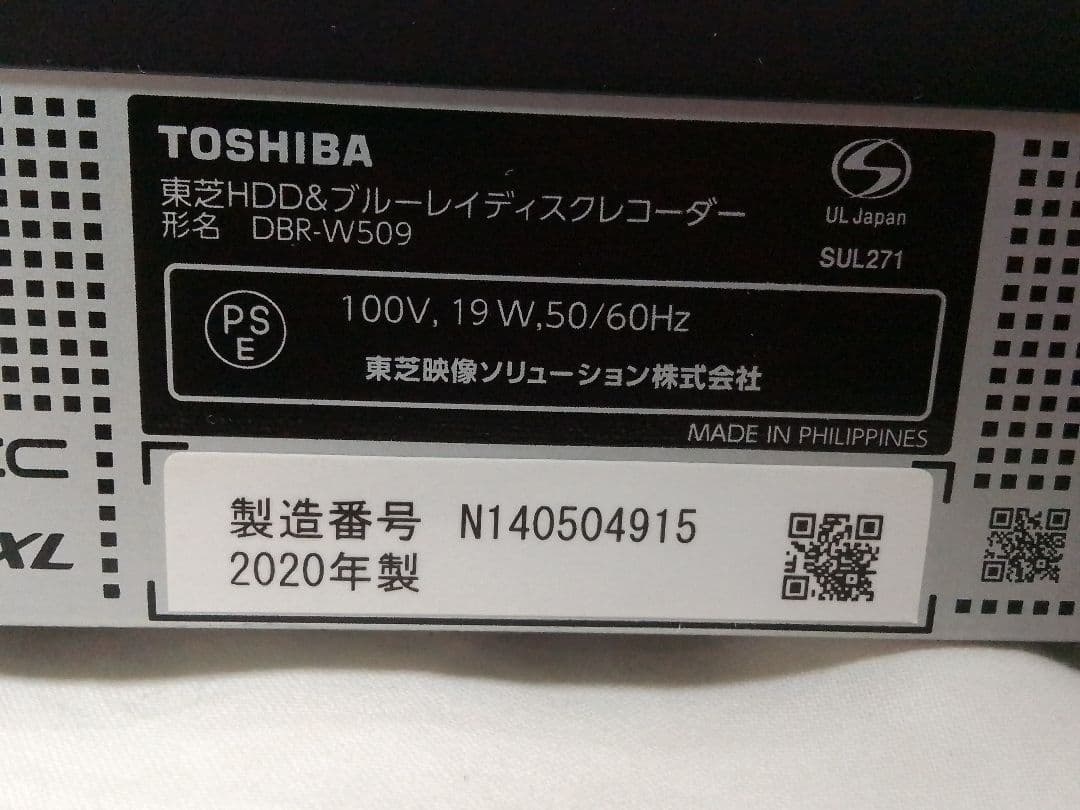 TOSHIBA
東芝HDD&ブルーレイディスクレコーダー
形名 DBR-W509
UL Japan
SUL271
PS
E
100V, 19W,50/60Hz
東芝映像ソリューション株式会社
MADE IN PHILIPPINES
製造番号 N140504915
2020年製
XL